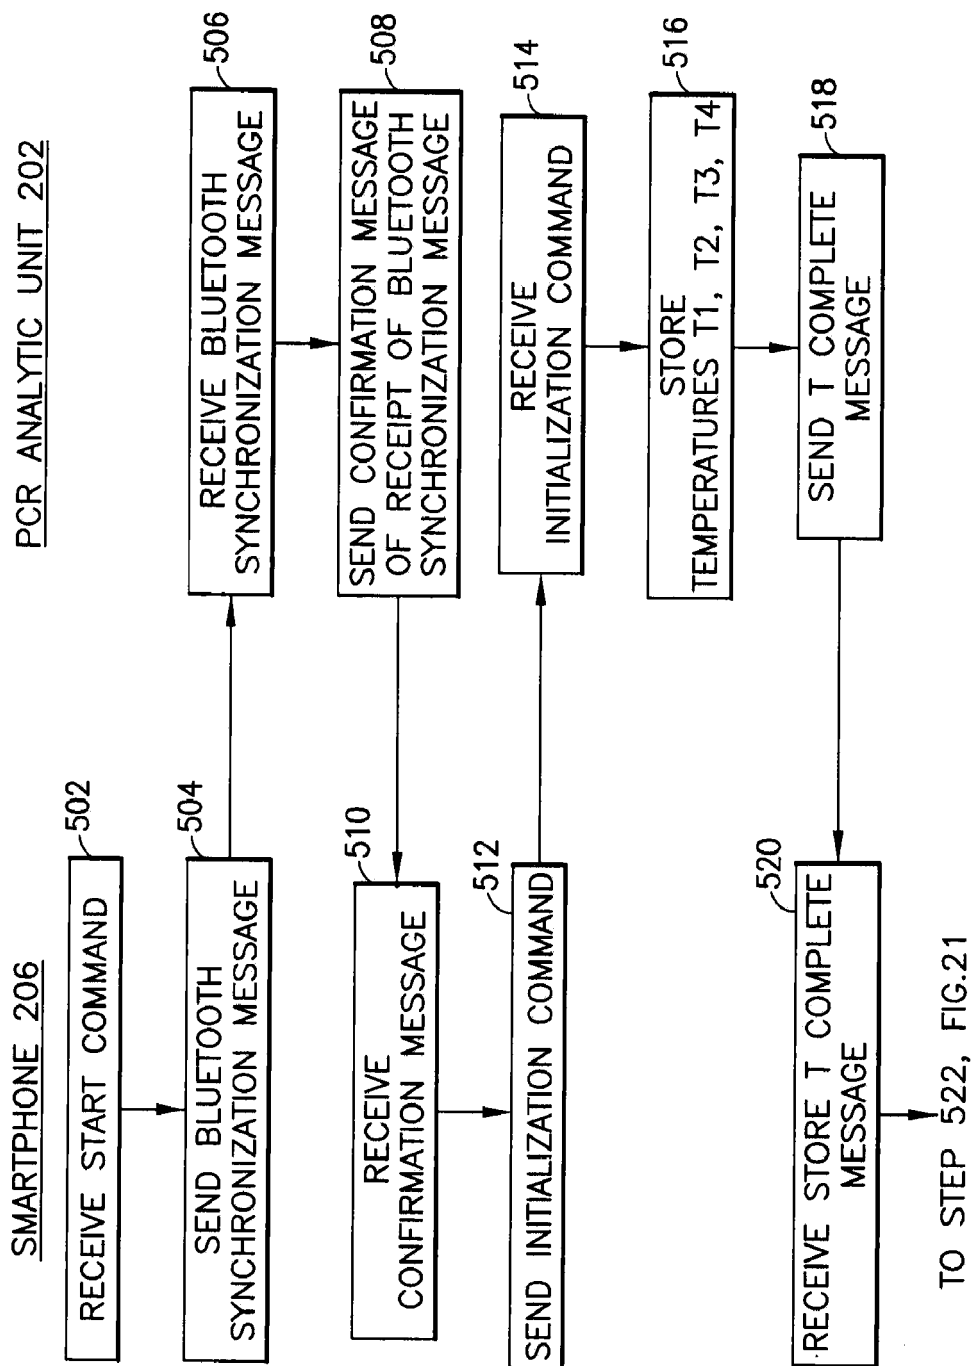 SMARTPHONE 206
PCR ANALYTIC UNIT 202
502
RECEIVE START COMMAND
504
SEND BLUETOOTH
SYNCHRONIZATION MESSAGE
506
RECEIVE BLUETOOTH
SYNCHRONIZATION MESSAGE
508
SEND CONFIRMATION MESSAGE
OF RECEIPT OF BLUETOOTH
SYNCHRONIZATION MESSAGE
510
RECEIVE
CONFIRMATION MESSAGE
512
SEND INITIALIZATION COMMAND
514
RECEIVE
INITIALIZATION COMMAND
516
STORE
TEMPERATURES T1, T2, T3, T4
518
SEND T COMPLETE
MESSAGE
520
RECEIVE STORE T COMPLETE
MESSAGE
TO STEP 522, FIG.21